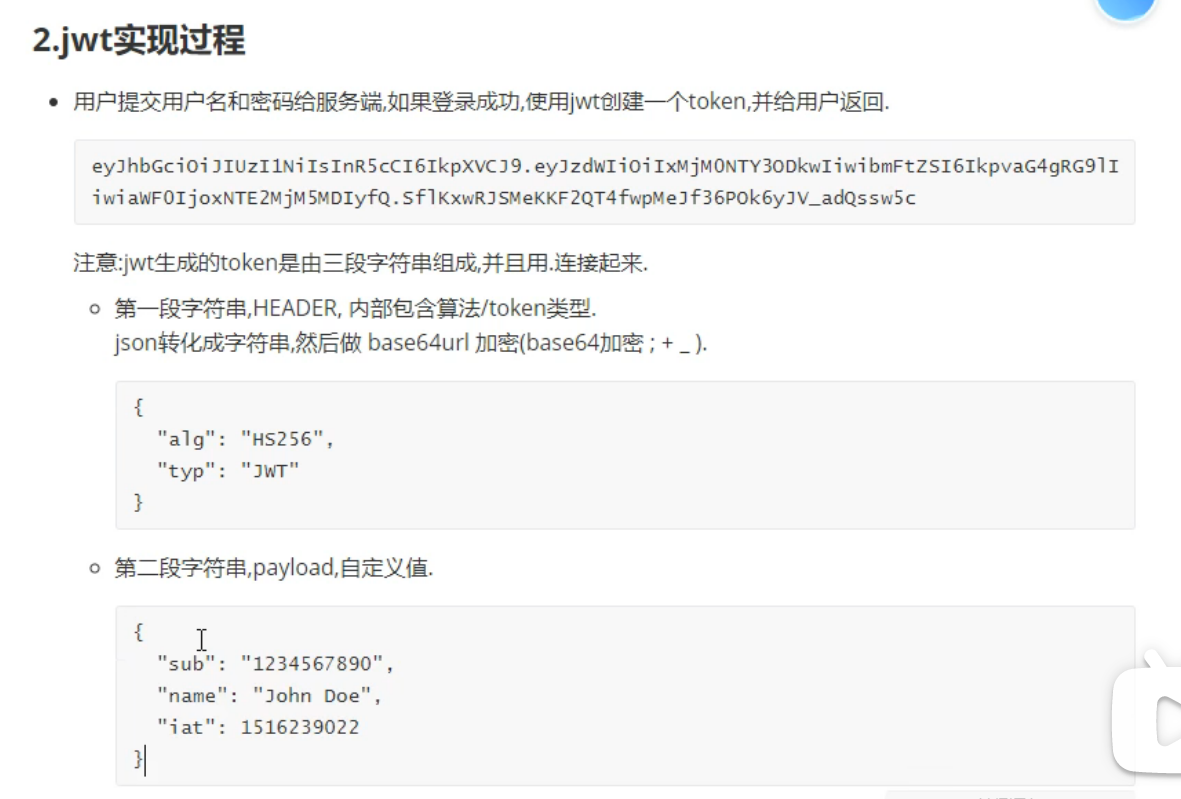 2.jwt实现过程
用户提交用户名和密码给服务端,如果登录成功,使用jwt创建一个token,并给用户返回.
eyJhbGciOiJIUzI1NiIsInR5cCI6IkpXVCJ9.eyJzdWIiOiIxMjM0NTY3ODkwIiwibmFtZSI6IkpvaG4gRG9lI
iwiaWF0IjoxNTE2MjM5MDIyfQ.SflKxwRJSMeKKF2QT4fwpMeJf36POk6yJV_adQssw5c
注意:jwt生成的token是由三段字符串组成,并且用.连接起来.
第一段字符串,HEADER, 内部包含算法/token类型.
json转化成字符串,然后做 base64url 加密(base64加密 ; + _ ).
{
"alg": "HS256",
"typ": "JWT"
}
第二段字符串,payload,自定义值.
{
"sub": "1234567890",
"name": "John Doe",
"iat": 1516239022
}